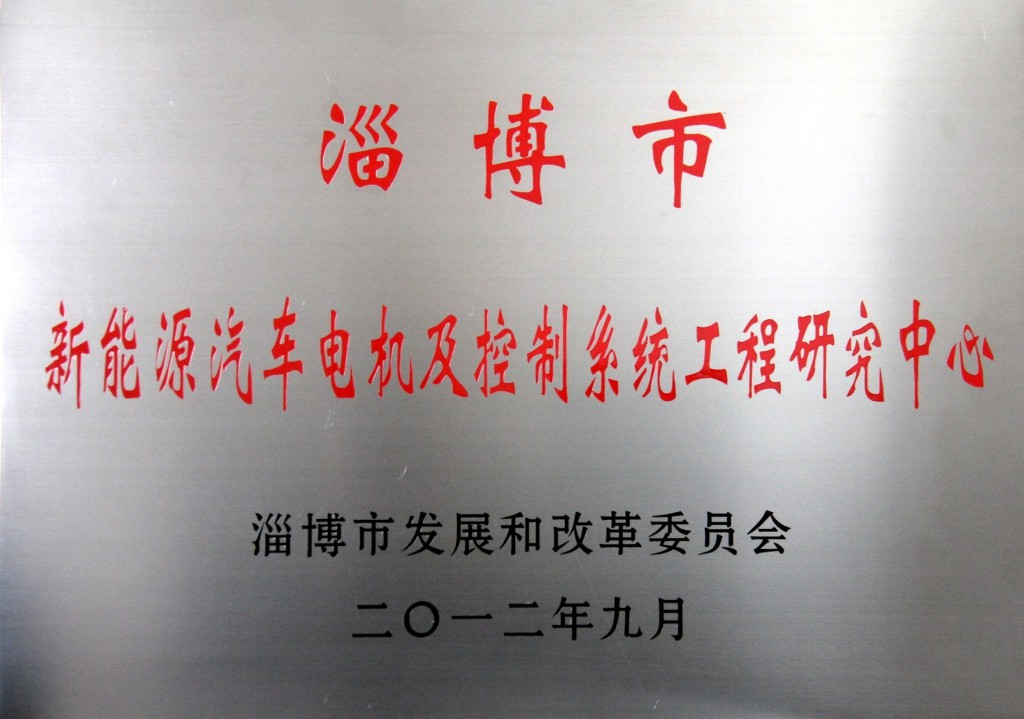 淄博市
新能源汽车电机及控制系统工程研究中心
淄博市发展和改革委员会
二〇一二年九月